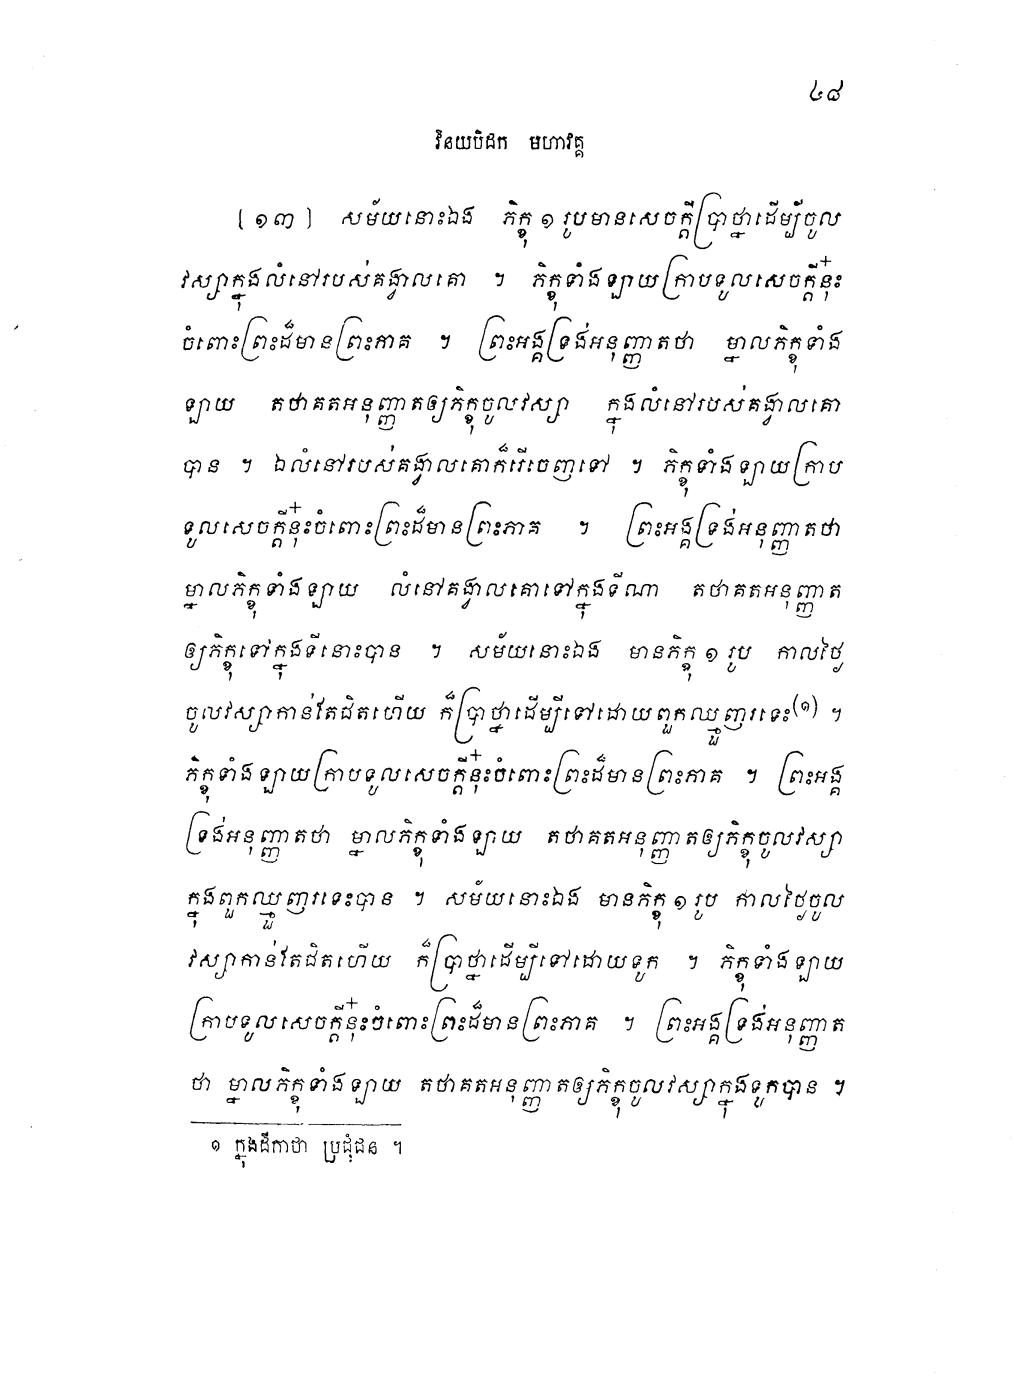 ៤៨
វិនយបិដក មហាវគ្គ
[១៣] សម័យនោះឯង ភិក្ខុ ១ រូបមានសេចក្តីប្រាថ្នាដើម្បីចូល
វស្សាក្នុងលំនៅរបស់គង្វាលគោ ។ ភិក្ខុទាំងឡាយក្រាបទូលសេចក្តីនុ៎ះ
ចំពោះព្រះដ៏មានព្រះភាគ ។ ព្រះអង្គទ្រង់អនុញ្ញាតថា ម្នាលភិក្ខុទាំង
ឡាយ តថាគតអនុញ្ញាតឲ្យភិក្ខុចូលវស្សា ក្នុងលំនៅរបស់គង្វាលគោ
បាន ។ ឯលំនៅរបស់គង្វាលគោក៏រើចេញទៅ ។ ភិក្ខុទាំងឡាយក្រាប
ទូលសេចក្តីនុ៎ះចំពោះព្រះដ៏មានព្រះភាគ ។ ព្រះអង្គទ្រង់អនុញ្ញាតថា
ម្នាលភិក្ខុទាំងឡាយ លំនៅគង្វាលគោទៅក្នុងទីណា តថាគតអនុញ្ញាត
ឲ្យភិក្ខុទៅក្នុងទីនោះបាន ។ សម័យនោះឯង មានភិក្ខុ ១ រូប កាលថ្ងៃ
ចូលវស្សាកាន់តែជិតហើយ ក៏ប្រាថ្នាដើម្បីទៅដោយពួកឈ្មួញរទេះ(១) ។
ភិក្ខុទាំងឡាយក្រាបទូលសេចក្តីនុ៎ះចំពោះព្រះដ៏មានព្រះភាគ ។ ព្រះអង្គ
ទ្រង់អនុញ្ញាតថា ម្នាលភិក្ខុទាំងឡាយ តថាគតអនុញ្ញាតឲ្យភិក្ខុចូលវស្សា
ក្នុងពួកឈ្មួញរទេះបាន ។ សម័យនោះឯង មានភិក្ខុ ១ រូប កាលថ្ងៃចូល
វស្សាកាន់តែជិតហើយ ក៏ប្រាថ្នាដើម្បីទៅដោយទូក ។ ភិក្ខុទាំងឡាយ
ក្រាបទូលសេចក្តីនុ៎ះចំពោះព្រះដ៏មានព្រះភាគ ។ ព្រះអង្គទ្រង់អនុញ្ញាត
ថា ម្នាលភិក្ខុទាំងឡាយ តថាគតអនុញ្ញាតឲ្យភិក្ខុចូលវស្សាក្នុងទូកបាន ។
១ ក្នុងដីកាថា ប្រជុំជន ។